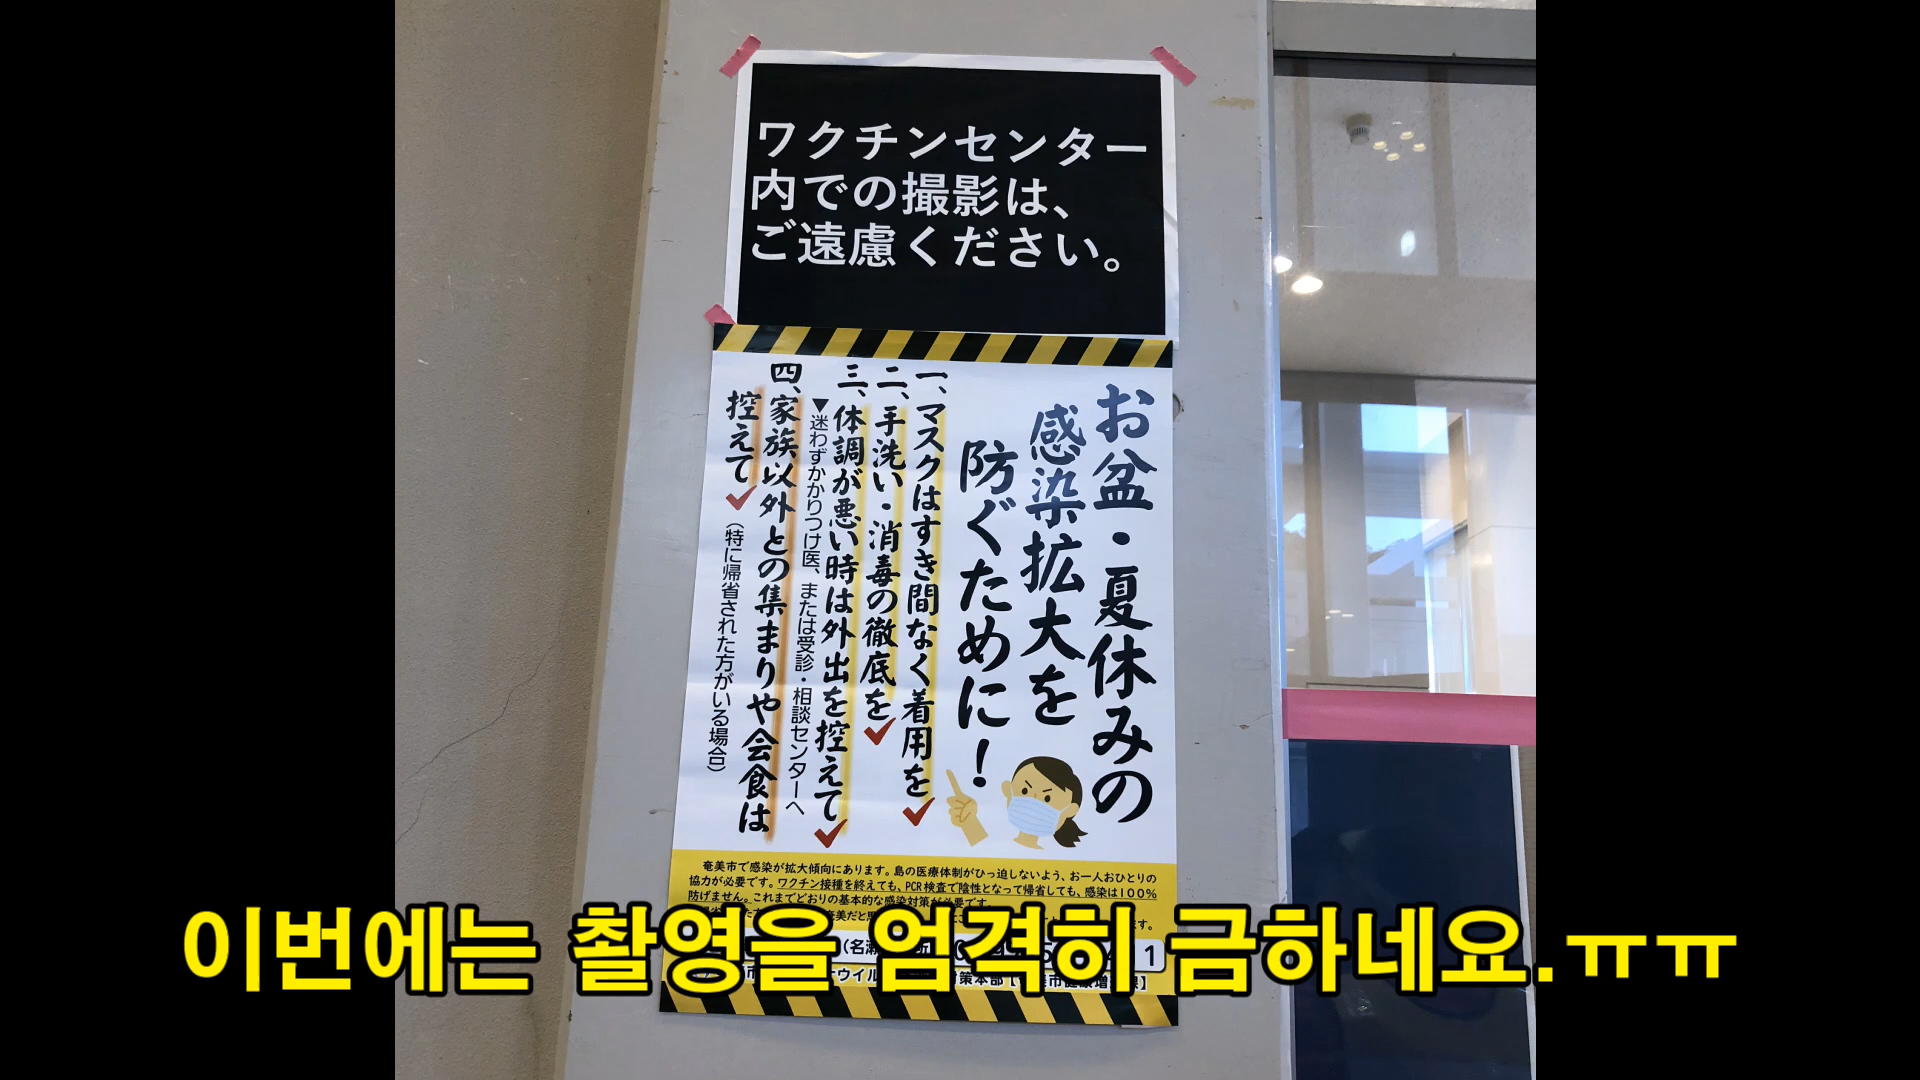 ワクチンセンター
内での撮影は、
ご遠慮ください。
お盆・夏休みの
感染拡大を
防ぐために!
一、マスクはすき間なく着用を
二、手洗い・消毒の徹底を
三、体調が悪い時は外出を控えて
▼迷わずかかりつけ医、または受診・相談センターへ
四、家族以外との集まりや会食は
控えて
(特に帰省された方がいる場合)
奄美市で感染が拡大傾向にあります。島の医療体制がひっ迫しないよう、お一人おひとりの
協力が必要です。ワクチン接種を終えても、PCR検査で陰性となって帰省しても、感染は100%
防げません。これまでどおりの基本的な感染対策が必要です。
이번에는 촬영을 엄격히 금하네요.ㅠㅠ